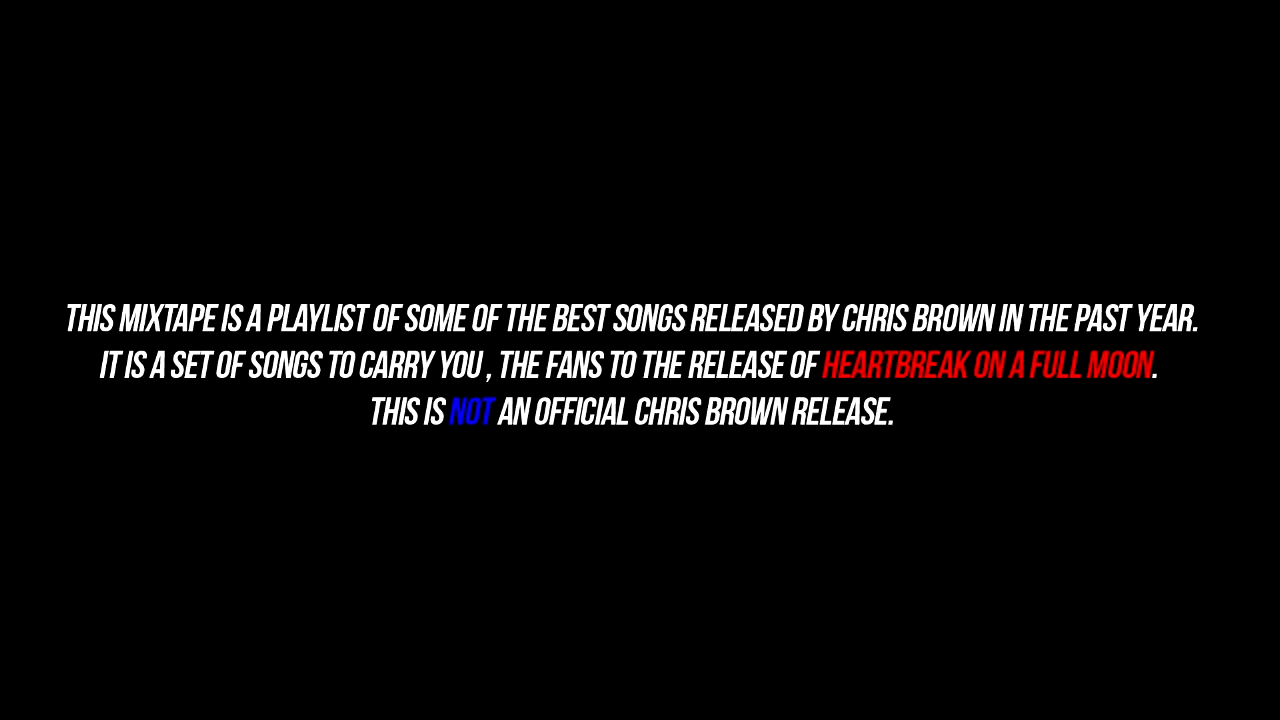 THIS MIXTAPE IS A PLAYLIST OF SOME OF THE BEST SONGS RELEASED BY CHRIS BROWN IN THE PAST YEAR.
IT IS A SET OF SONGS TO CARRY YOU , THE FANS TO THE RELEASE OF HEARTBREAK ON A FULL MOON.
THIS IS NOT AN OFFICIAL CHRIS BROWN RELEASE.